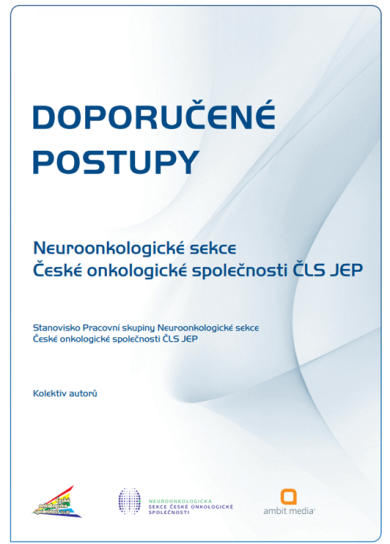 DOPORUČENÉ
POSTUPY
Neuroonkologické sekce
České onkologické společnosti ČLS JEP
Stanovisko Pracovní skupiny Neuroonkologické sekce
České onkologické společnosti ČLS JEP
Kolektiv autorů
NEUROONKOLOGICKÁ
SEKCE ČESKÉ ONKOLOGICKÉ
SPOLEČNOSTI
ambit media